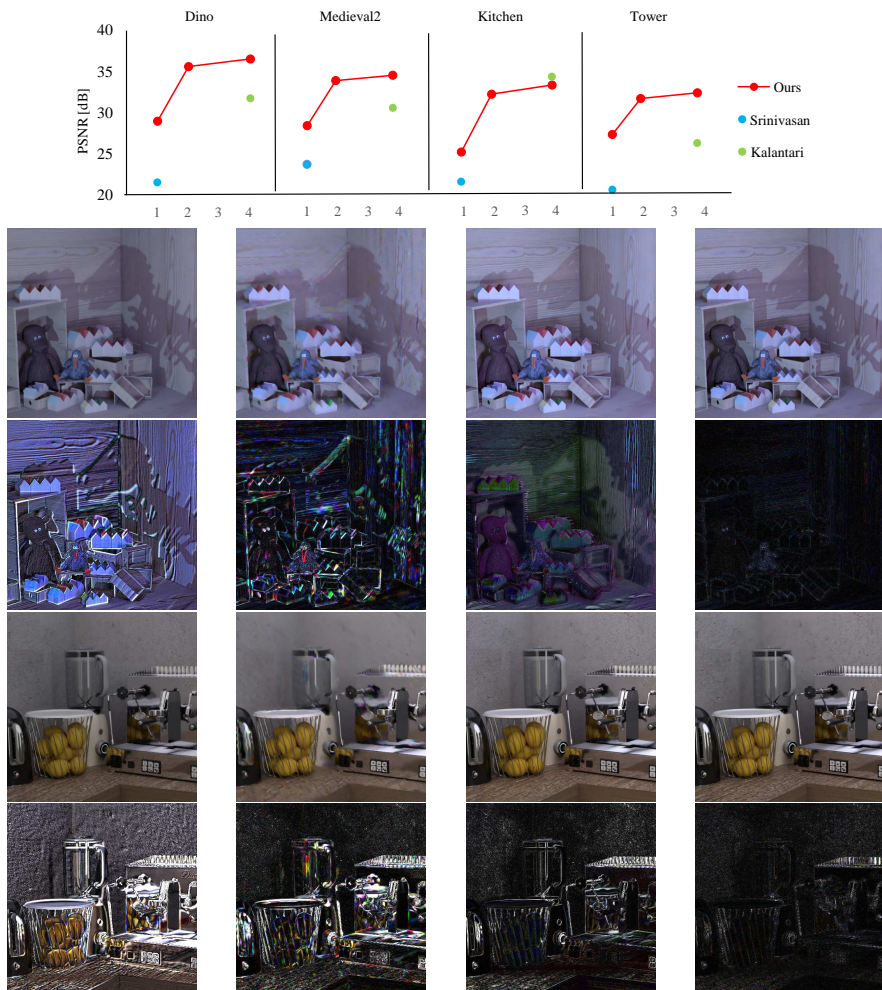 Dino Medieval2 Kitchen Tower
40
35
30
25
20
PSNR [dB]
Ours
Srinivasan
Kalantari
1 2 3 4 1 2 3 4 1 2 3 4 1 2 3 4